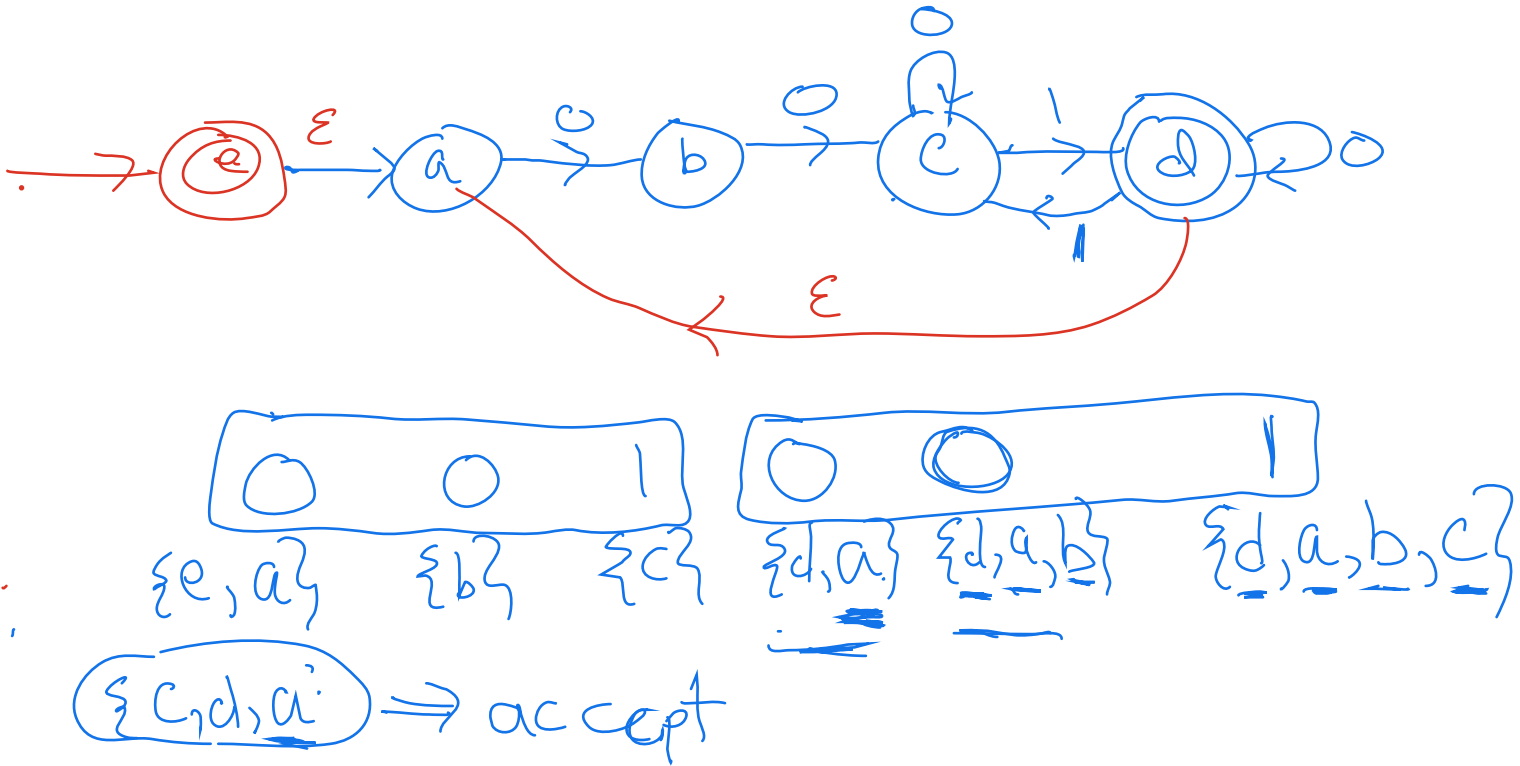 0
ε 0 0 1
e a b c d 0
1
ε
0 0 1 0 0 1
{e, a} {b} {c} {d, a} {d, a, b} {d, a, b, c}
{c, d, a ⇒ accept